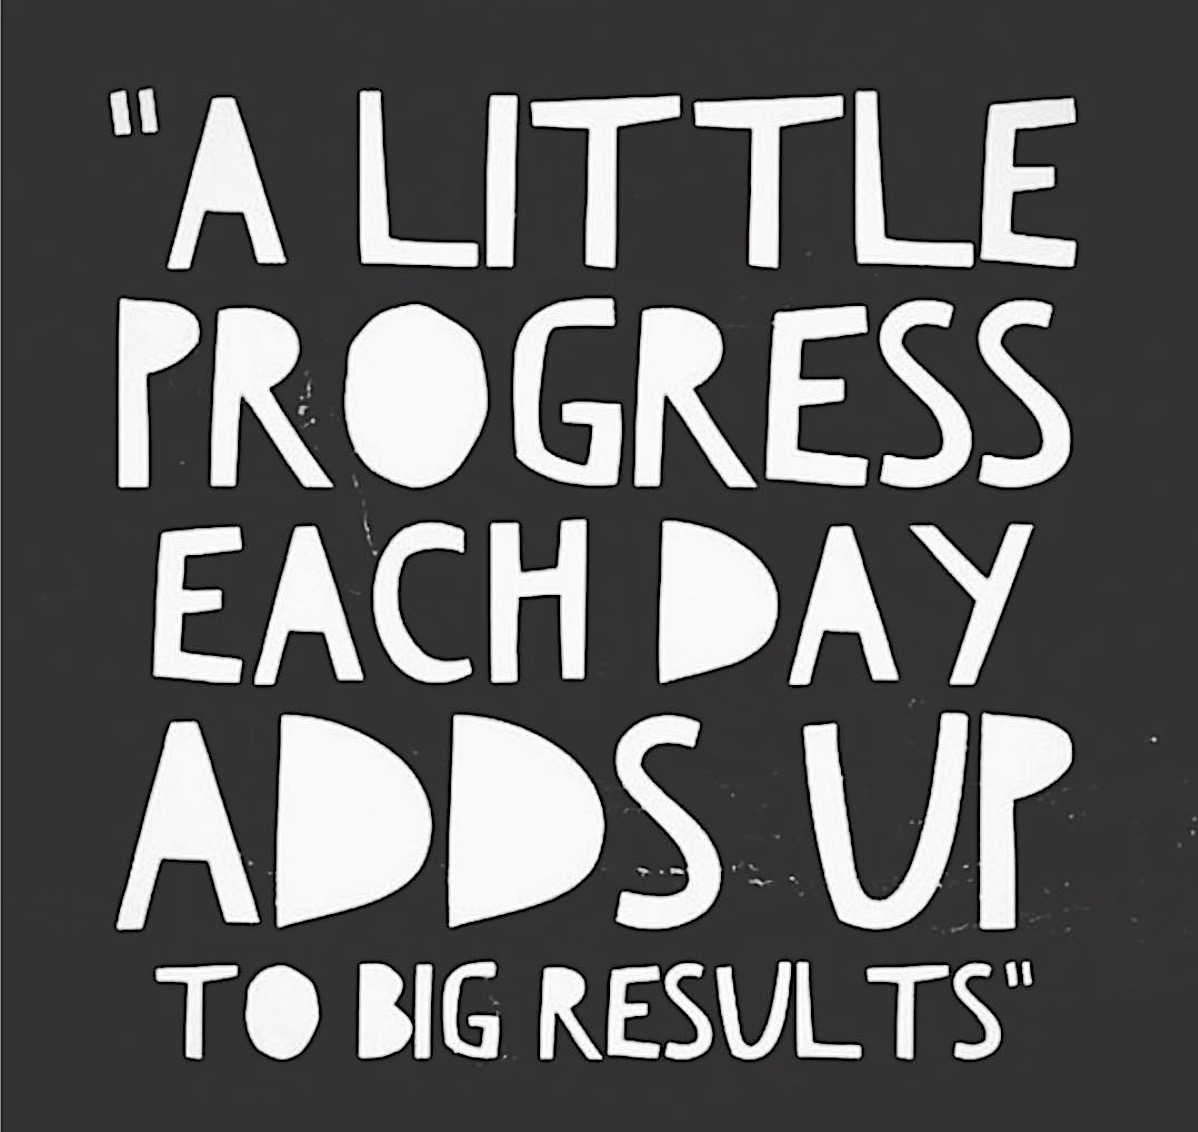 "A LITTLE
PROGRESS
EACH DAY
ADDS UP
TO BIG RESULTS"